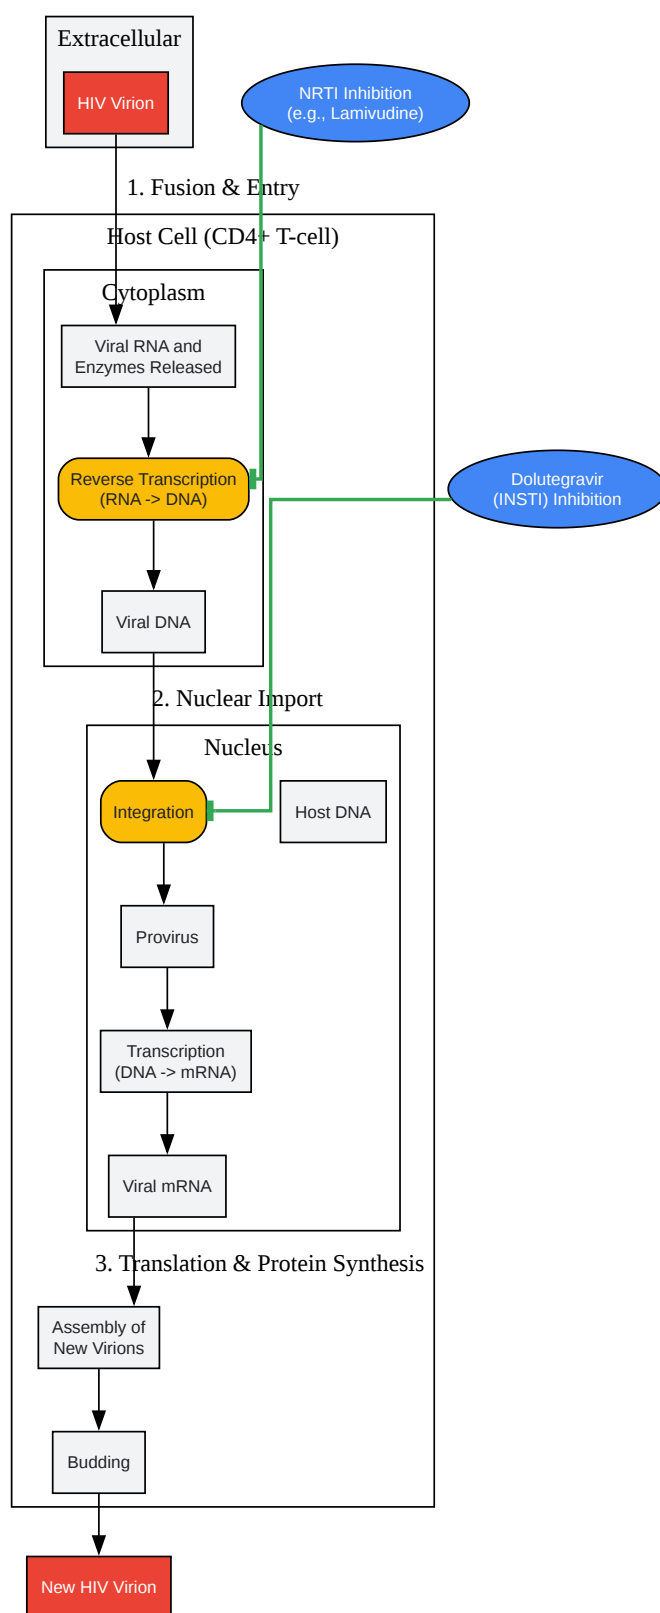 Extracellular
HIV Virion
NRTI Inhibition
(e.g., Lamivudine)
1. Fusion & Entry
Host Cell (CD4+ T-cell)
Cytoplasm
Viral RNA and
Enzymes Released
Reverse Transcription
(RNA -> DNA)
Dolutegravir
(INSTI) Inhibition
Viral DNA
2. Nuclear Import
Nucleus
Integration
Host DNA
Provirus
Transcription
(DNA -> mRNA)
Viral mRNA
3. Translation & Protein Synthesis
Assembly of
New Virions
Budding
New HIV Virion